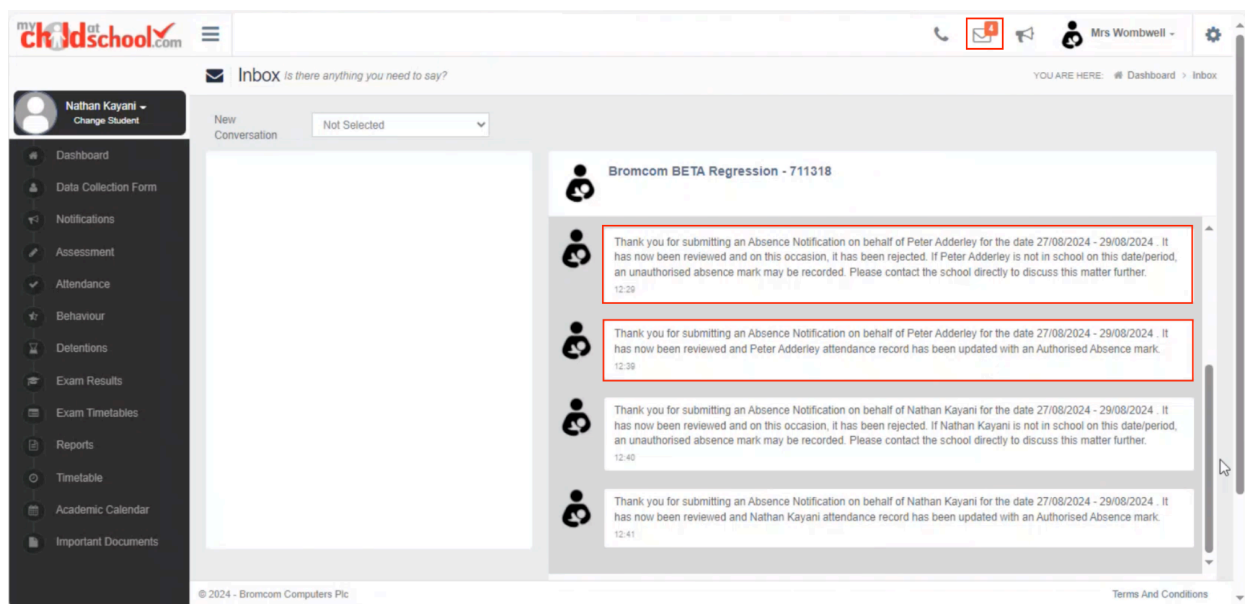 my child at school.com
4
Mrs Wombwell
Inbox Is there anything you need to say?
YOU ARE HERE: Dashboard > Inbox
Nathan Kayani
Change Student
New
Conversation
Not Selected
Dashboard
Data Collection Form
Notifications
Assessment
Attendance
Behaviour
Detentions
Exam Results
Exam Timetables
Reports
Timetable
Academic Calendar
Important Documents
Bromcom BETA Regression - 711318
Thank you for submitting an Absence Notification on behalf of Peter Adderley for the date 27/08/2024 - 29/08/2024 . It
has now been reviewed and on this occasion, it has been rejected. If Peter Adderley is not in school on this date/period,
an unauthorised absence mark may be recorded. Please contact the school directly to discuss this matter further.
12:29
Thank you for submitting an Absence Notification on behalf of Peter Adderley for the date 27/08/2024 - 29/08/2024 . It
has now been reviewed and Peter Adderley attendance record has been updated with an Authorised Absence mark.
12:39
Thank you for submitting an Absence Notification on behalf of Nathan Kayani for the date 27/08/2024 - 29/08/2024 . It
has now been reviewed and on this occasion, it has been rejected. If Nathan Kayani is not in school on this date/period,
an unauthorised absence mark may be recorded. Please contact the school directly to discuss this matter further.
12:40
Thank you for submitting an Absence Notification on behalf of Nathan Kayani for the date 27/08/2024 - 29/08/2024 . It
has now been reviewed and Nathan Kayani attendance record has been updated with an Authorised Absence mark.
12:41
© 2024 - Bromcom Computers Plc
Terms And Conditions